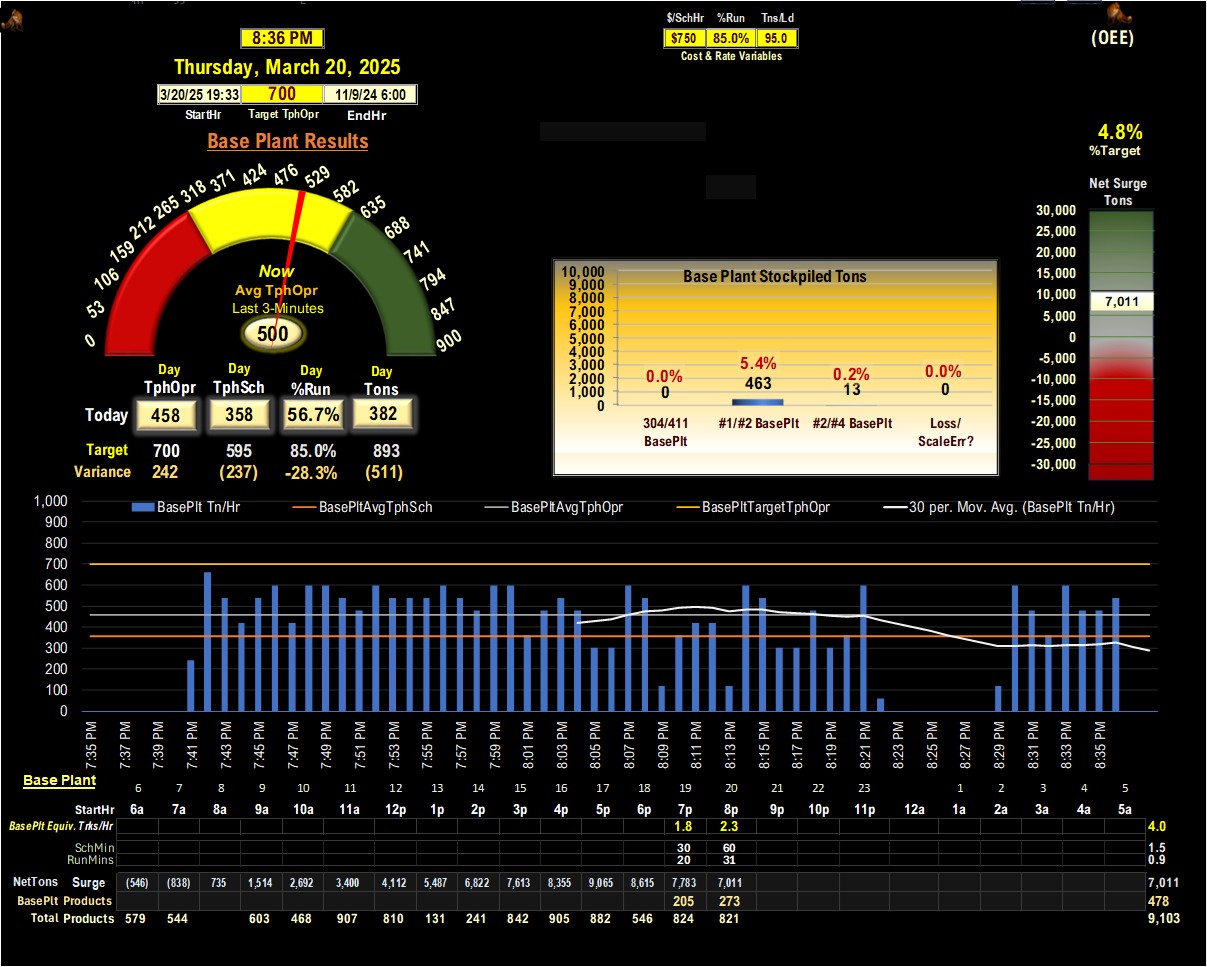 $/SchHr %Run Tns/Ld
8:36 PM
$750 85.0% 95.0
(OEE)
Cost & Rate Variables
Thursday, March 20, 2025
3/20/25 19:33 700 11/9/24 6:00
StartHr Target TphOpr EndHr
Base Plant Results
4.8%
%Target
Net Surge
Tons
0 53 106 159 212 265 318 371 424 476 529 582 635 688 741 794 847 900
Now
Avg TphOpr
Last 3-Minutes
500
30,000
25,000
20,000
15,000
10,000
7,011
5,000
0
-5,000
-10,000
-15,000
-20,000
-25,000
-30,000
Base Plant Stockpiled Tons
10,000
9,000
8,000
7,000
6,000
5,000
4,000
3,000
2,000
1,000
0
0.0% 5.4% 0.2% 0.0%
0 463 13 0
304/411 #1/#2 BasePlt #2/#4 BasePlt Loss/
BasePlt ScaleErr?
Day Day Day Day
TphOpr TphSch %Run Tons
Today 458 358 56.7% 382
Target 700 595 85.0% 893
Variance 242 (237) -28.3% (511)
BasePlt Tn/Hr BasePltAvgTphSch BasePltAvgTphOpr BasePltTargetTphOpr 30 per. Mov. Avg. (BasePlt Tn/Hr)
1,000
900
800
700
600
500
400
300
200
100
0
7:35 PM 7:37 PM 7:39 PM 7:41 PM 7:43 PM 7:45 PM 7:47 PM 7:49 PM 7:51 PM 7:53 PM 7:55 PM 7:57 PM 7:59 PM 8:01 PM 8:03 PM 8:05 PM 8:07 PM 8:09 PM 8:11 PM 8:13 PM 8:15 PM 8:17 PM 8:19 PM 8:21 PM 8:23 PM 8:25 PM 8:27 PM 8:29 PM 8:31 PM 8:33 PM 8:35 PM
Base Plant
6 7 8 9 10 11 12 13 14 15 16 17 18 19 20 21 22 23 1 2 3 4 5
StartHr 6a 7a 8a 9a 10a 11a 12p 1p 2p 3p 4p 5p 6p 7p 8p 9p 10p 11p 12a 1a 2a 3a 4a 5a
BasePlt Equiv. Trks/Hr 1.8 2.3 4.0
SchMin 30 60 1.5
RunMins 20 31 0.9
NetTons Surge (546) (838) 735 1,514 2,692 3,400 4,112 5,487 6,822 7,613 8,355 9,065 8,615 7,783 7,011 7,011
BasePlt Products 205 273 478
Total Products 579 544 603 468 907 810 131 241 842 905 882 546 824 821 9,103